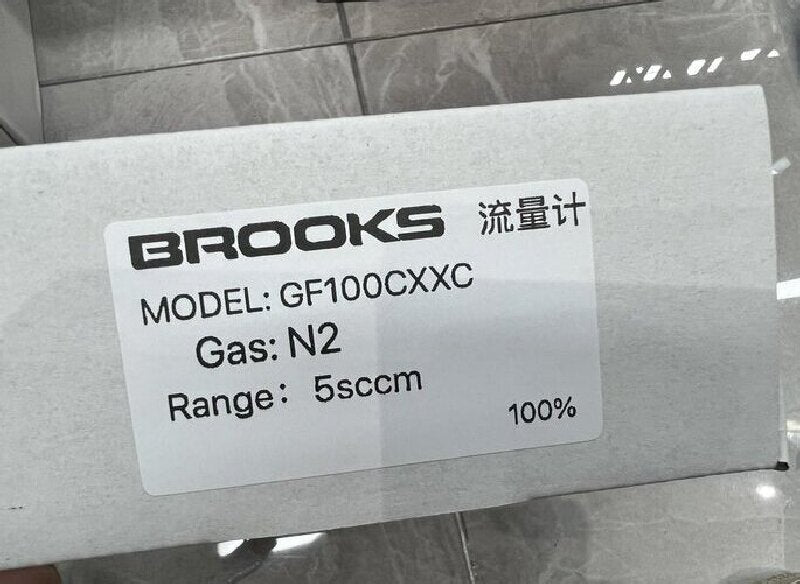 BROOKS 流量计
MODEL: GF100CXXC
Gas: N2
Range: 5sccm
100%